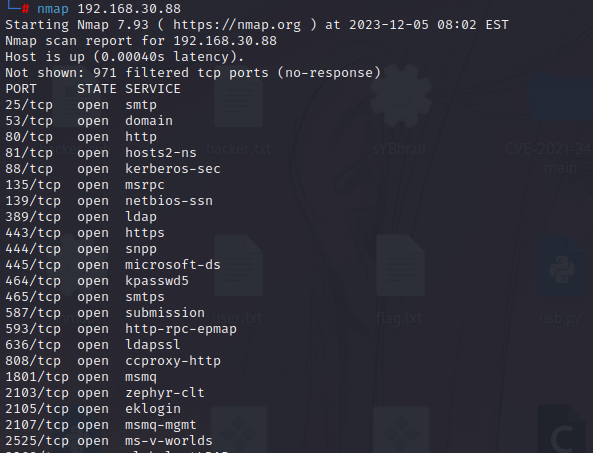 └─# nmap 192.168.30.88
Starting Nmap 7.93 ( https://nmap.org ) at 2023-12-05 08:02 EST
Nmap scan report for 192.168.30.88
Host is up (0.00040s latency).
Not shown: 971 filtered tcp ports (no-response)
PORT STATE SERVICE
25/tcp open smtp
53/tcp open domain
80/tcp open http
81/tcp open hosts2-ns
88/tcp open kerberos-sec
135/tcp open msrpc
139/tcp open netbios-ssn
389/tcp open ldap
443/tcp open https
444/tcp open snpp
445/tcp open microsoft-ds
464/tcp open kpasswd5
465/tcp open smtps
587/tcp open submission
593/tcp open http-rpc-epmap
636/tcp open ldapssl
808/tcp open ccproxy-http
1801/tcp open msmq
2103/tcp open zephyr-clt
2105/tcp open eklogin
2107/tcp open msmq-mgmt
2525/tcp open ms-v-worlds
hacker.txt
CVE-2021-34
main
user.txt
flag.txt
usb.py